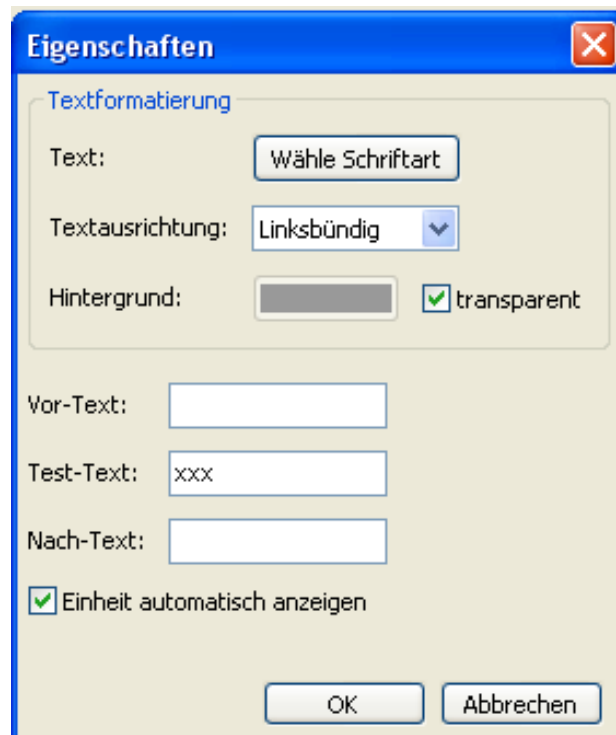 Eigenschaften
Textformatierung
Text: Wähle Schriftart
Textausrichtung: Linksbündig
Hintergrund: transparent
Vor-Text:
Test-Text: xxx
Nach-Text:
Einheit automatisch anzeigen
OK Abbrechen